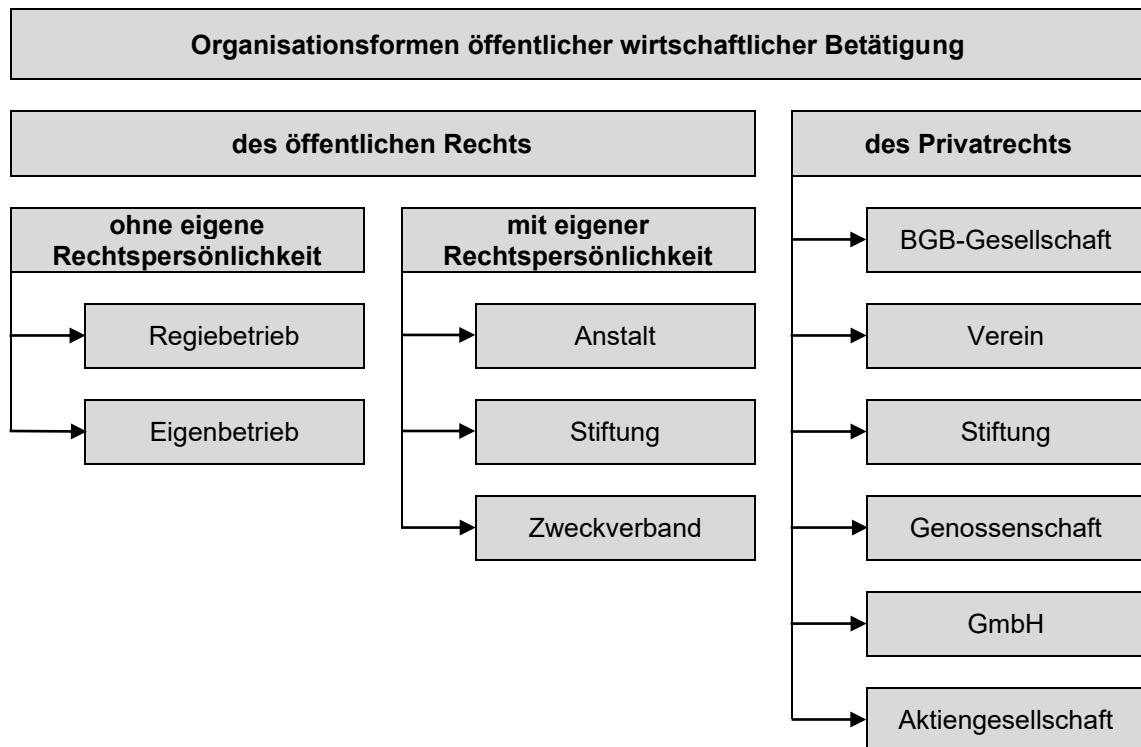 Organisationsformen öffentlicher wirtschaftlicher Betätigung
des öffentlichen Rechts
des Privatrechts
ohne eigene
Rechtspersönlichkeit
mit eigener
Rechtspersönlichkeit
BGB-Gesellschaft
Regiebetrieb
Anstalt
Verein
Eigenbetrieb
Stiftung
Stiftung
Zweckverband
Genossenschaft
GmbH
Aktiengesellschaft